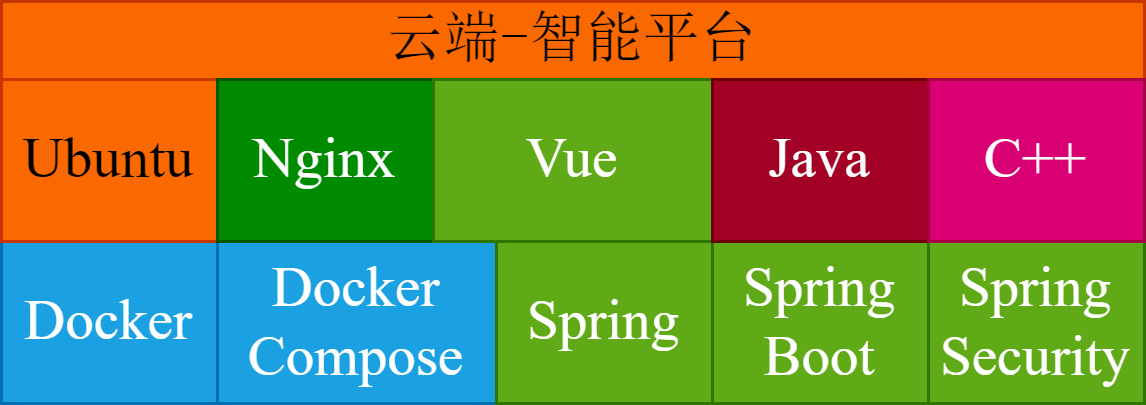 云端-智能平台
Ubuntu
Nginx
Vue
Java
C++
Docker
Docker
Compose
Spring
Spring
Boot
Spring
Security